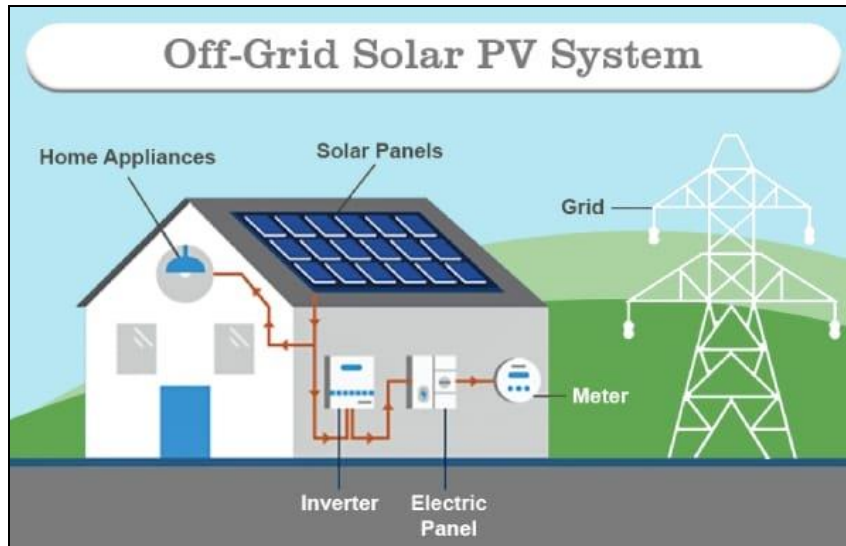 Off-Grid Solar PV System
Home Appliances
Solar Panels
Grid
Meter
Inverter
Electric
Panel